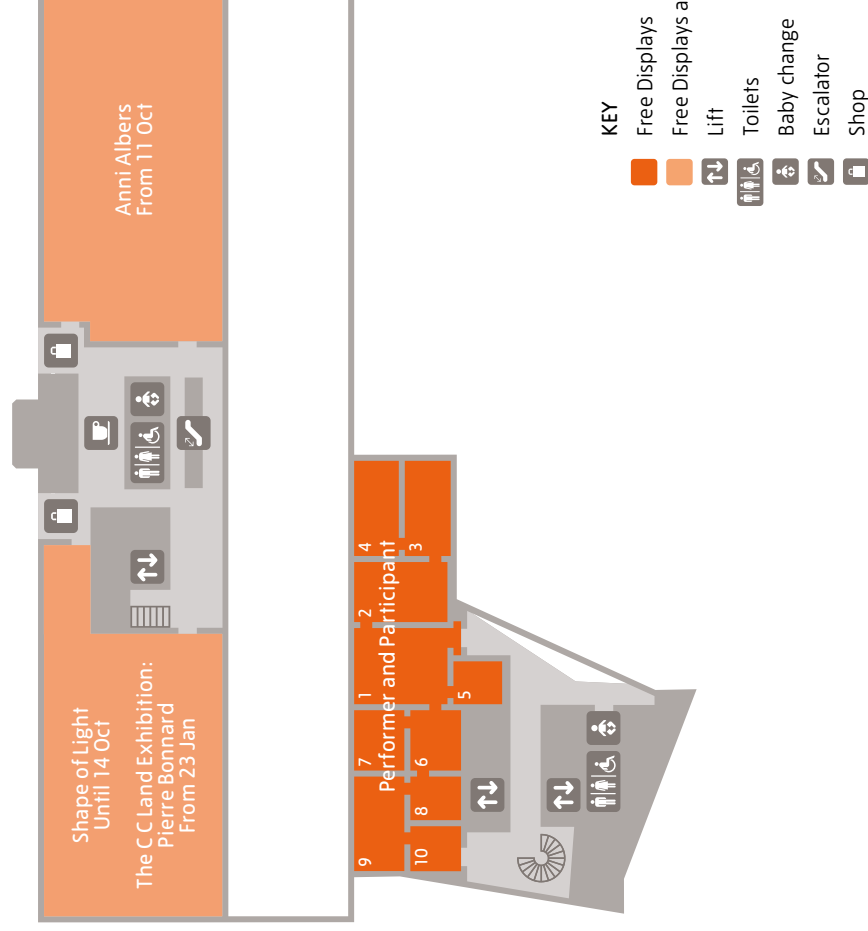 Anni Albers
From 11 Oct
Shape of Light
Until 14 Oct
The C C Land Exhibition:
Pierre Bonnard
From 23 Jan
Performer and Participant
1
2
3
4
5
6
7
8
9
10
KEY
Free Displays
Free Displays a
Lift
Toilets
Baby change
Escalator
Shop